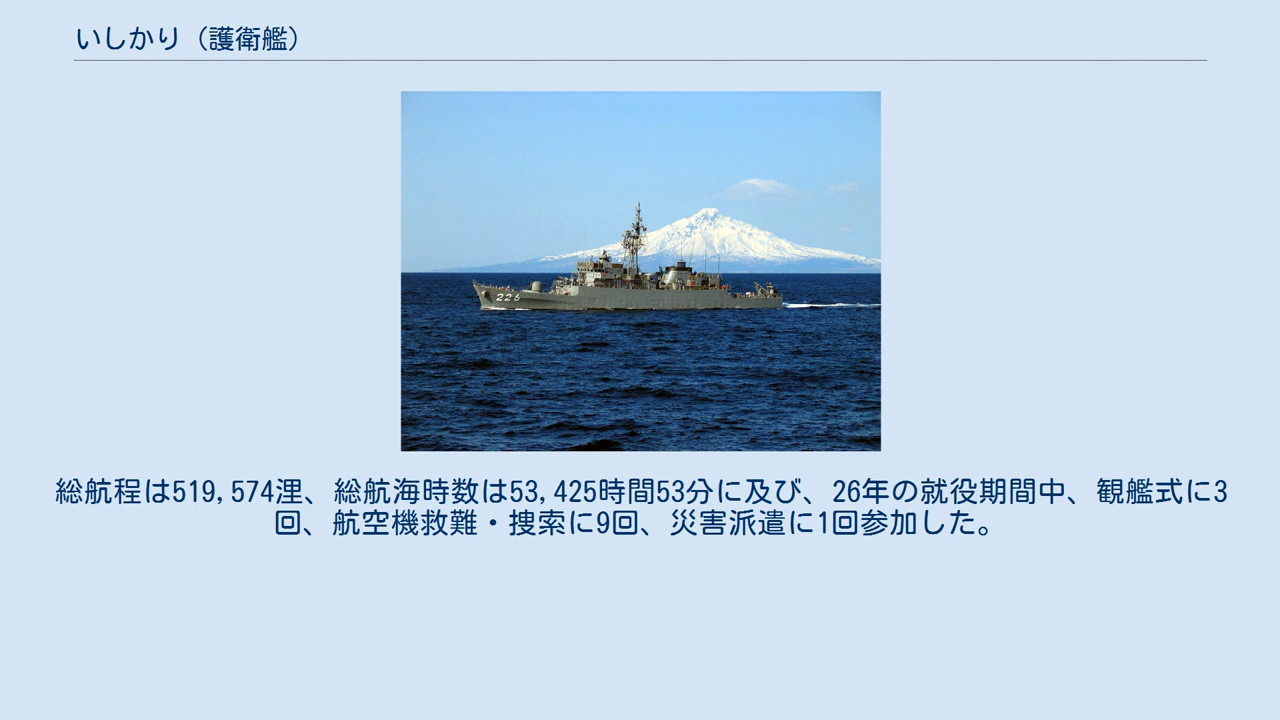 いしかり（護衛艦）
226
総航程は519,574浬、総航海時数は53,425時間53分に及び、26年の就役期間中、観艦式に3
回、航空機救難・捜索に9回、災害派遣に1回参加した。